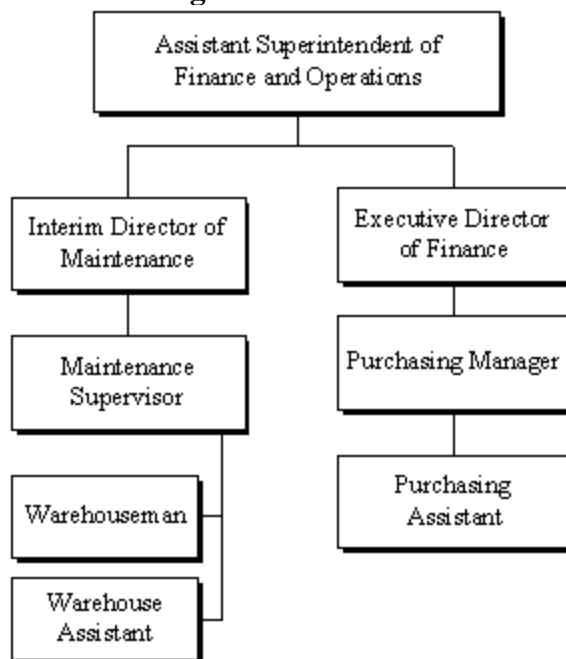 Assistant Superintendent of
Finance and Operations
Interim Director of
Maintenance
Executive Director
of Finance
Maintenance
Supervisor
Purchasing Manager
Warehouseman
Purchasing
Assistant
Warehouse
Assistant